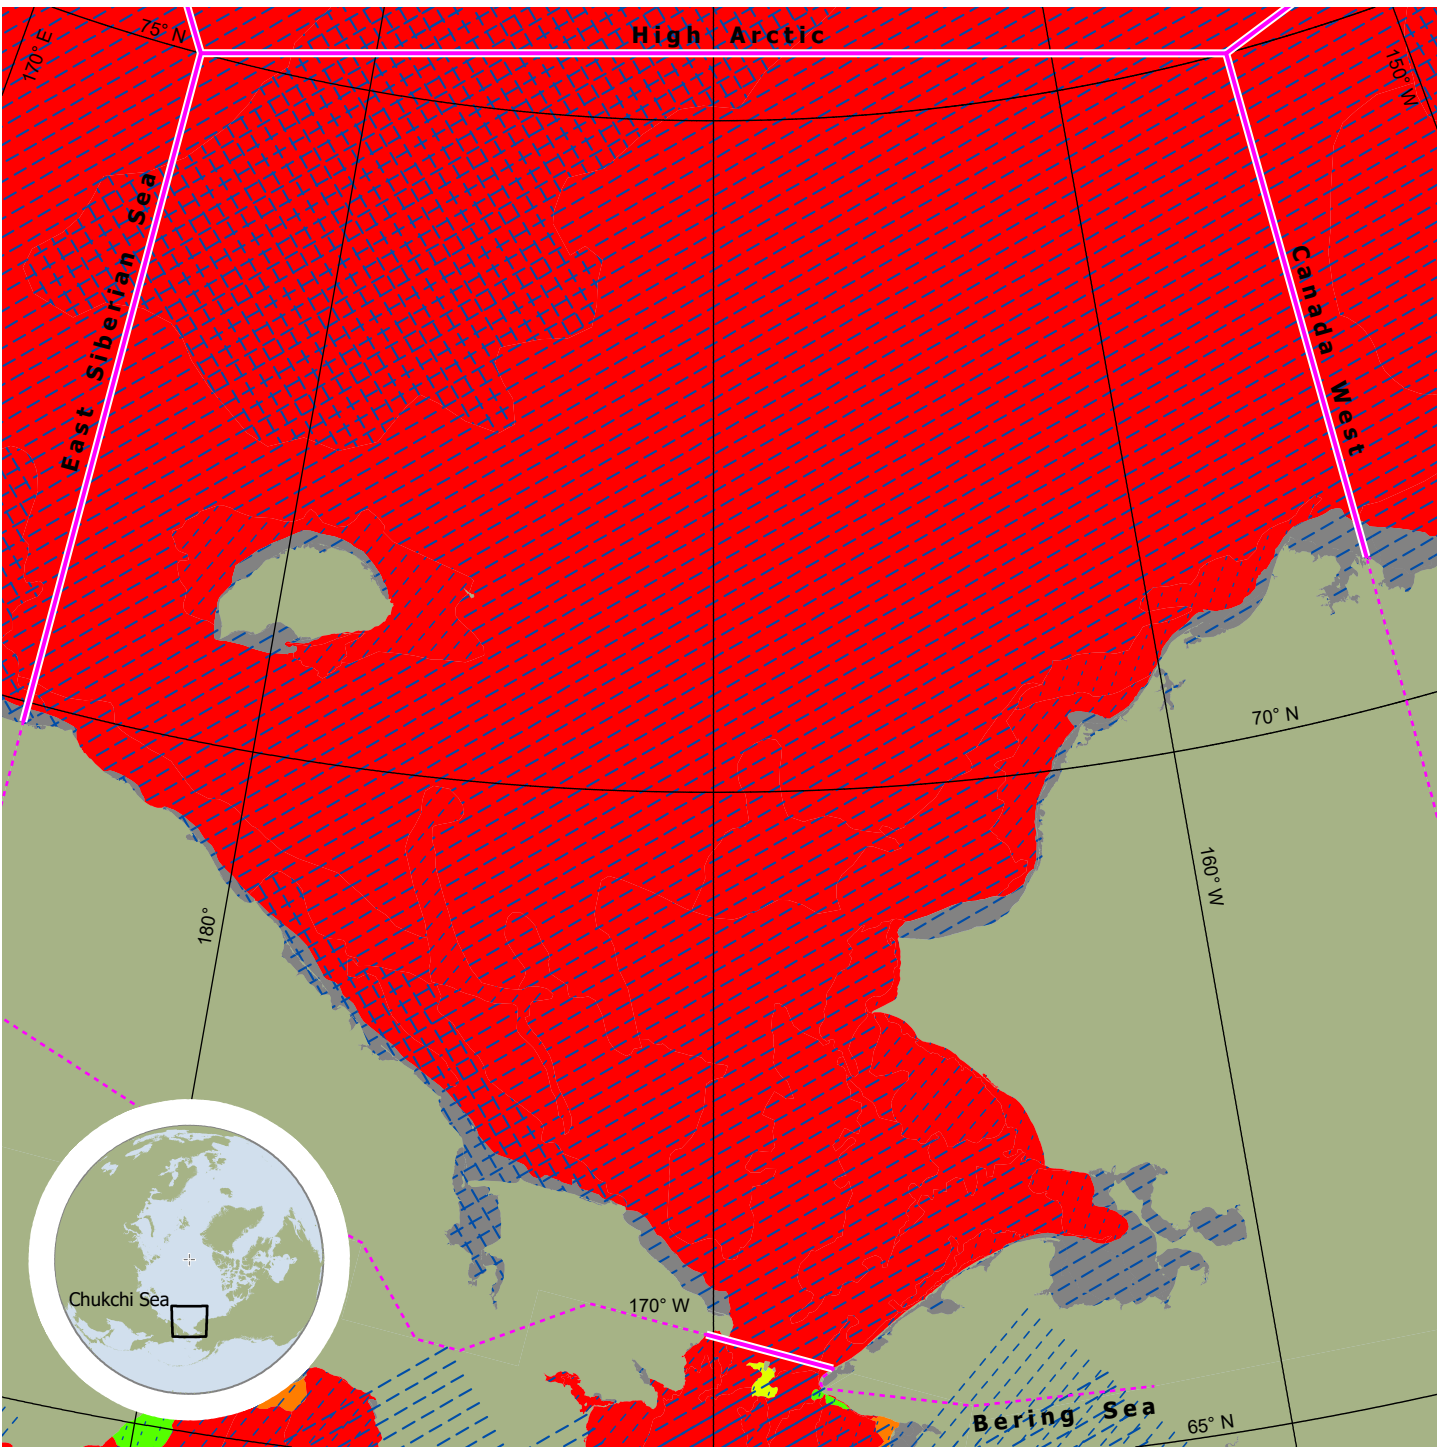 High Arctic
75° N
170° E
150° W
East Siberian Sea
Canada West
70° N
160° W
180°
Chukchi Sea
170° W
Bering Sea
65° N